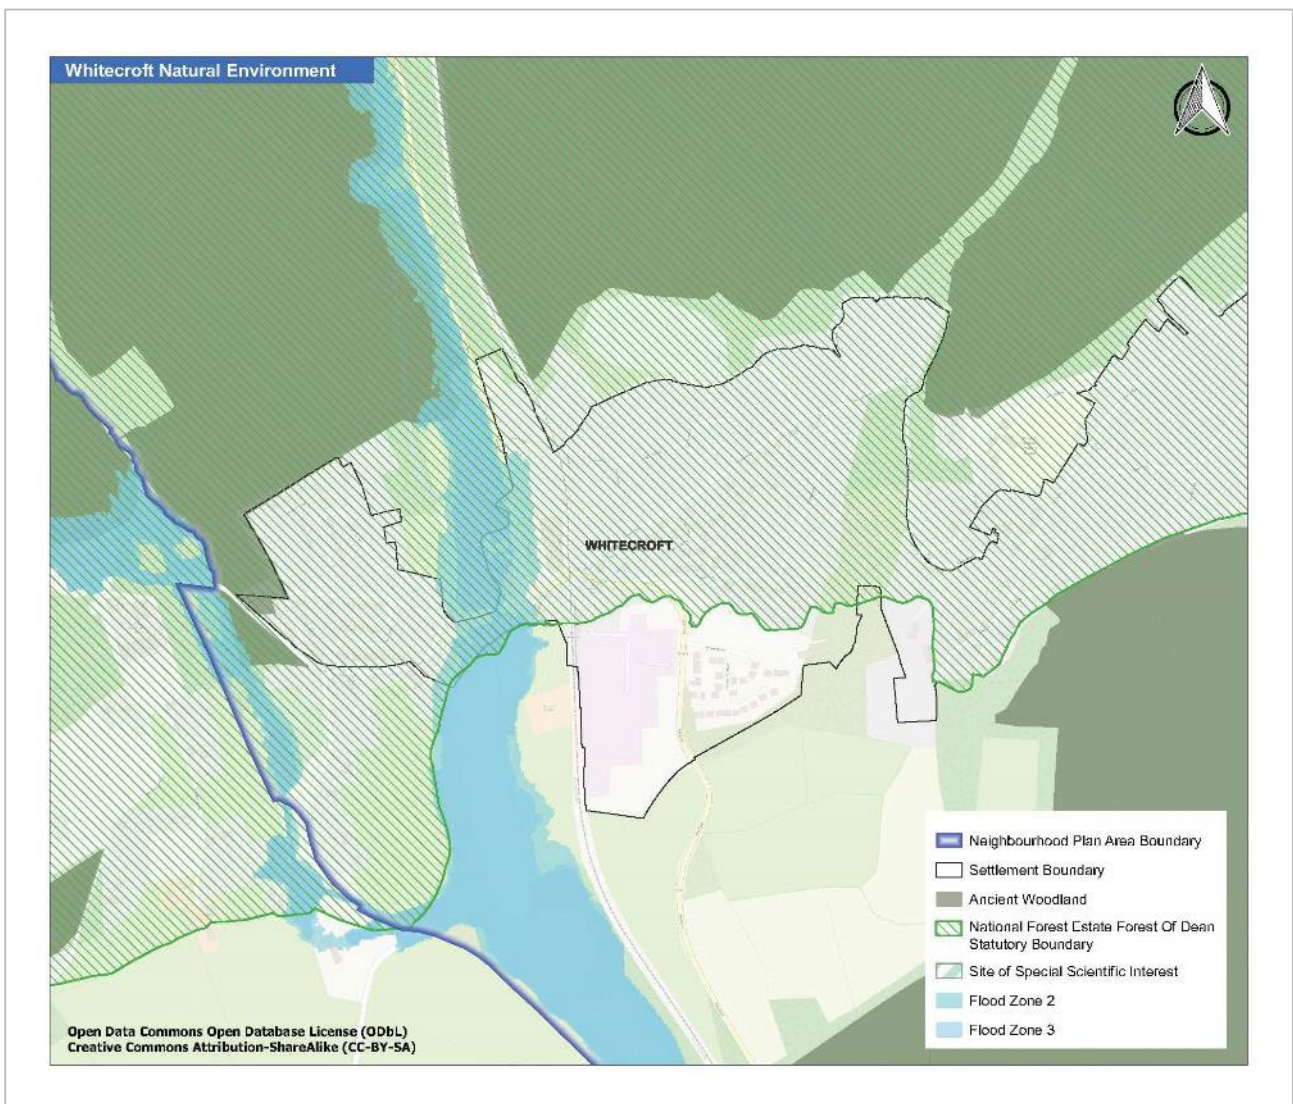 Whitecroft Natural Environment
WHITECROFT
Neighbourhood Plan Area Boundary
Settlement Boundary
Ancient Woodland
National Forest Estate Forest Of Dean
Statutory Boundary
Site of Special Scientific Interest
Flood Zone 2
Flood Zone 3
Open Data Commons Open Database License (ODbL)
Creative Commons Attribution-ShareAlike (CC-BY-SA)